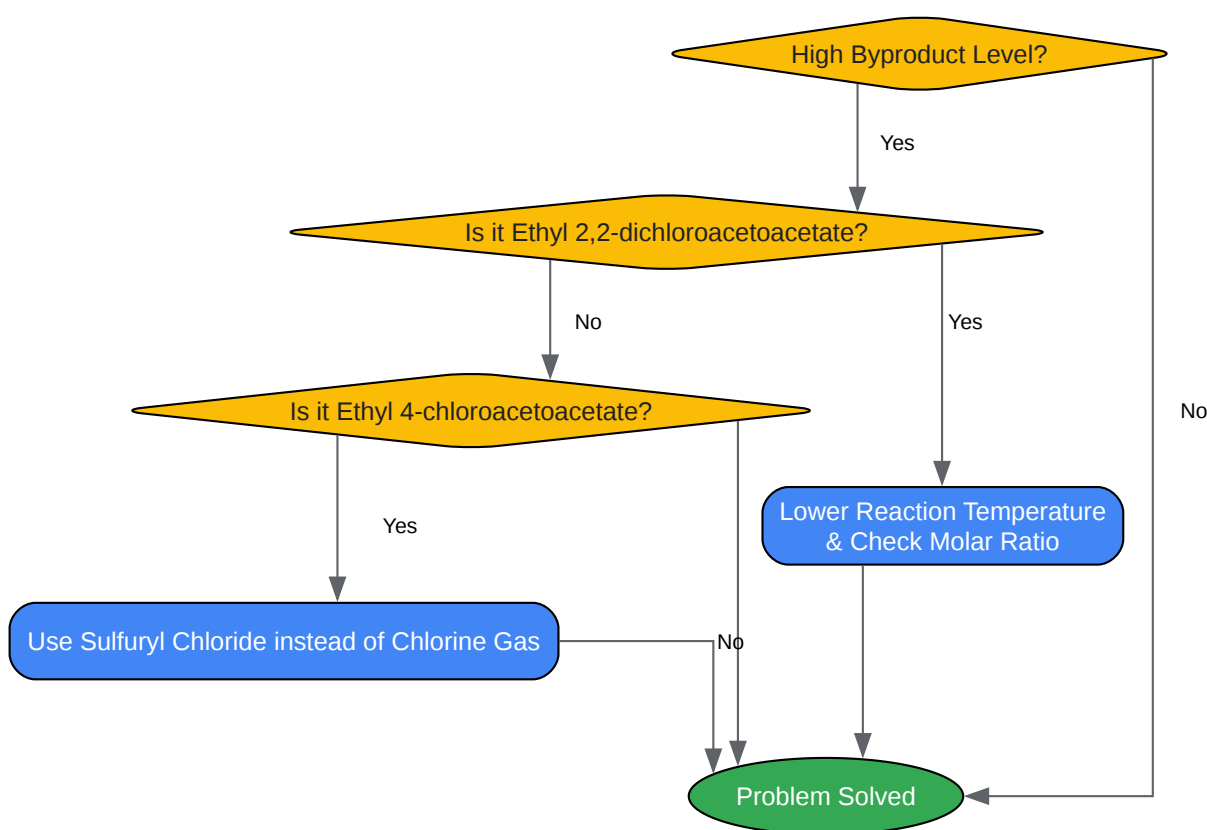 High Byproduct Level?
Yes
Is it Ethyl 2,2-dichloroacetoacetate?
No
Yes
Is it Ethyl 4-chloroacetoacetate?
No
Yes
Lower Reaction Temperature
& Check Molar Ratio
Use Sulfuryl Chloride instead of Chlorine Gas
No
Problem Solved